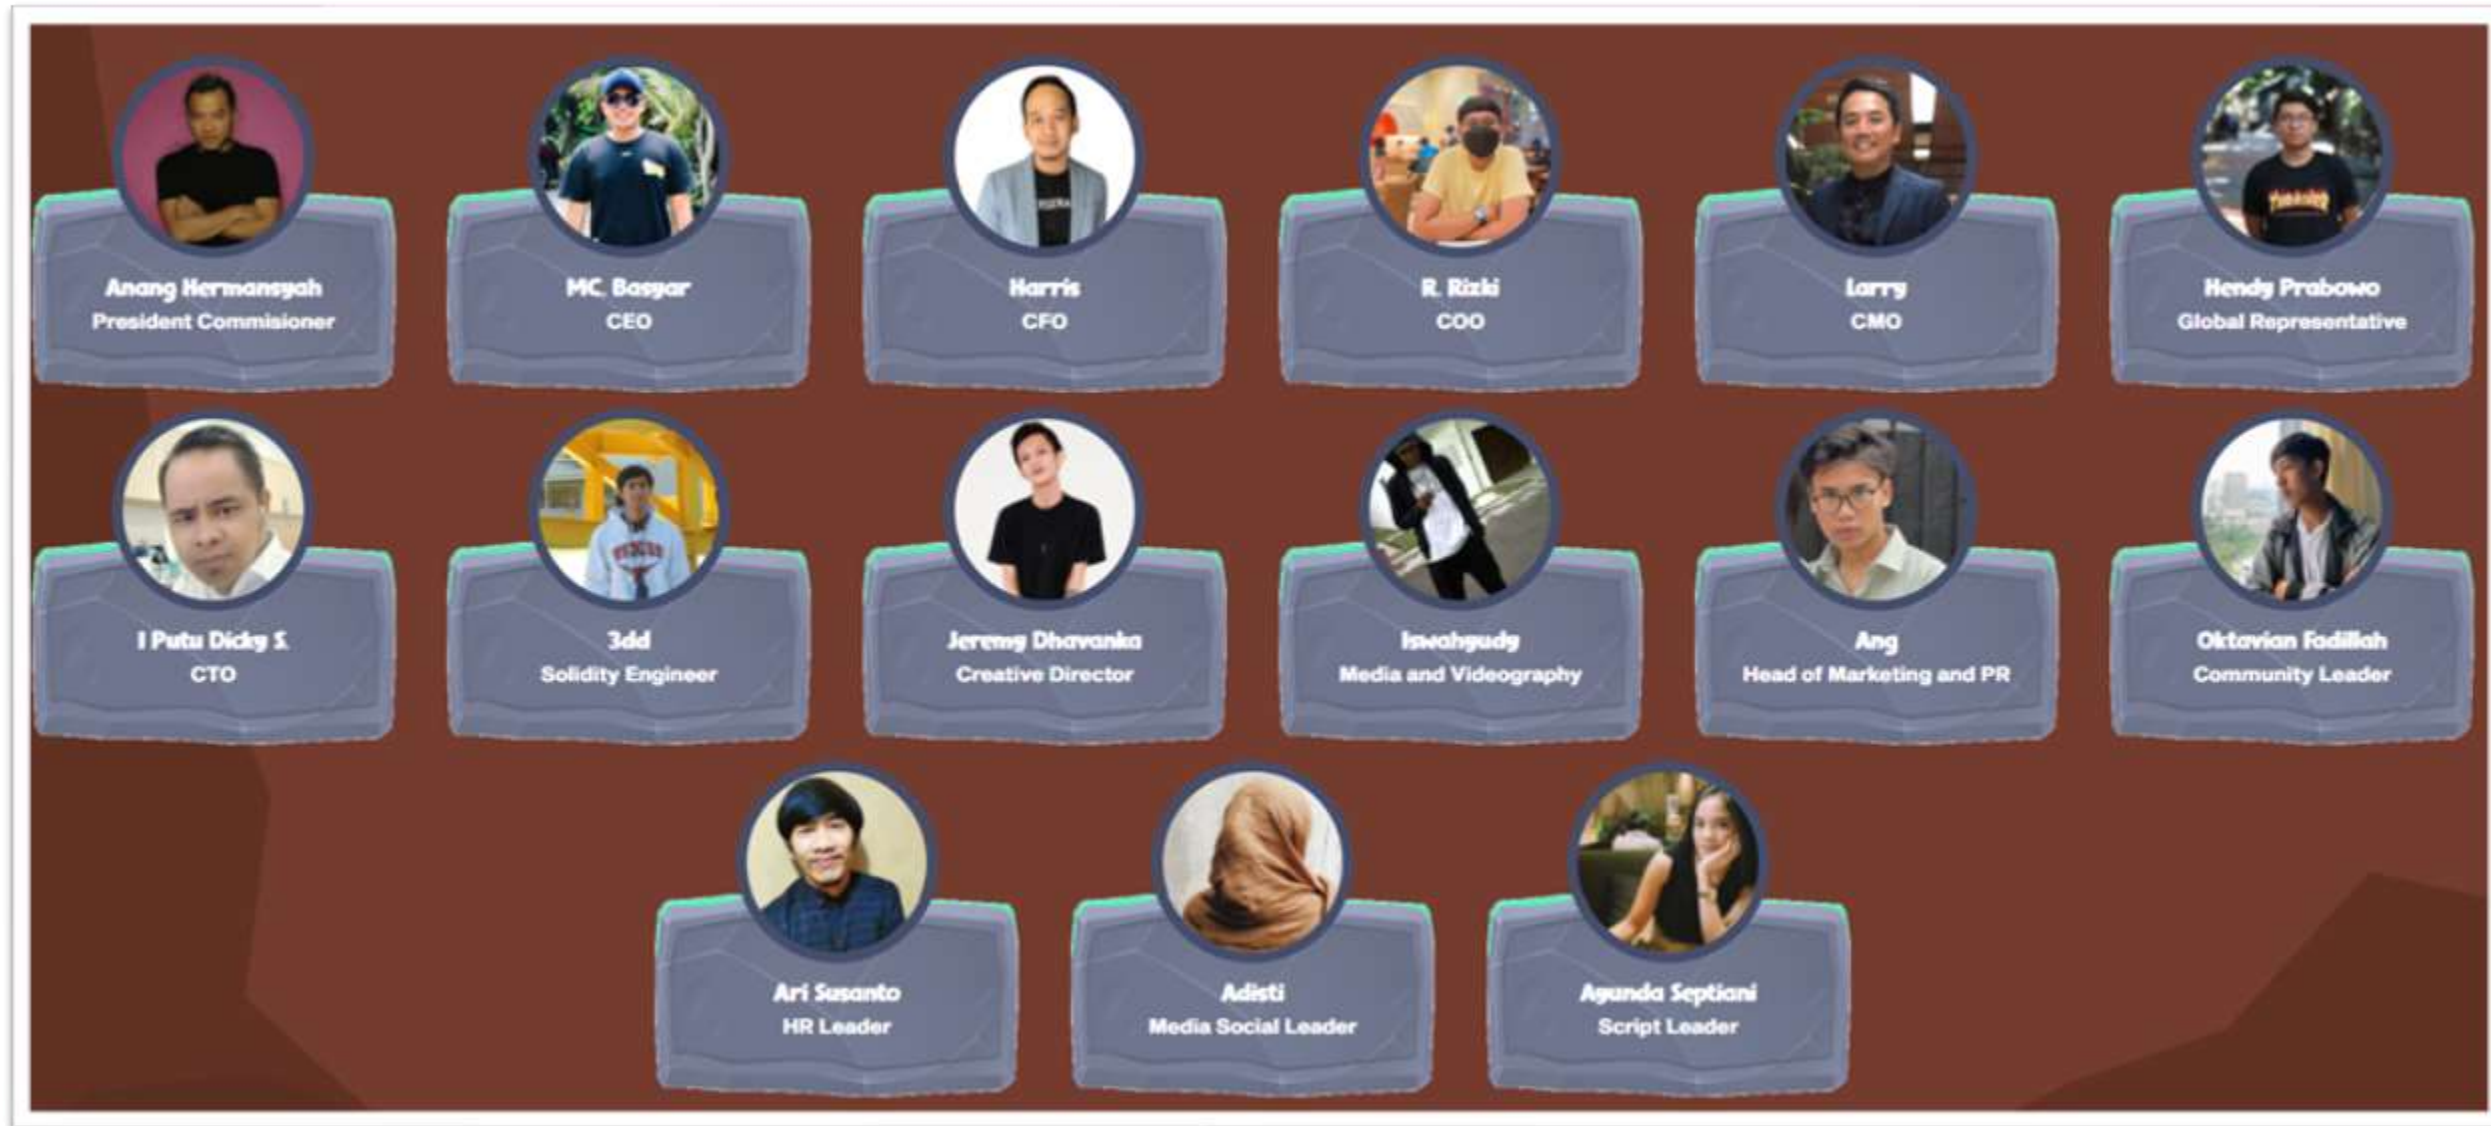 Anang Hermansyah
President Commisioner
MC. Basyar
CEO
Harris
CFO
R. Rizki
COO
Larry
CMO
Hendy Prabowo
Global Representative
THRASHER
I Putu Dicky S.
CTO
3dd
Solidity Engineer
Jeremy Dhavanka
Creative Director
Iswahyudy
Media and Videography
Ang
Head of Marketing and PR
Oktavian Fadillah
Community Leader
Ari Susanto
HR Leader
Adisti
Media Social Leader
Ayunda Septiani
Script Leader